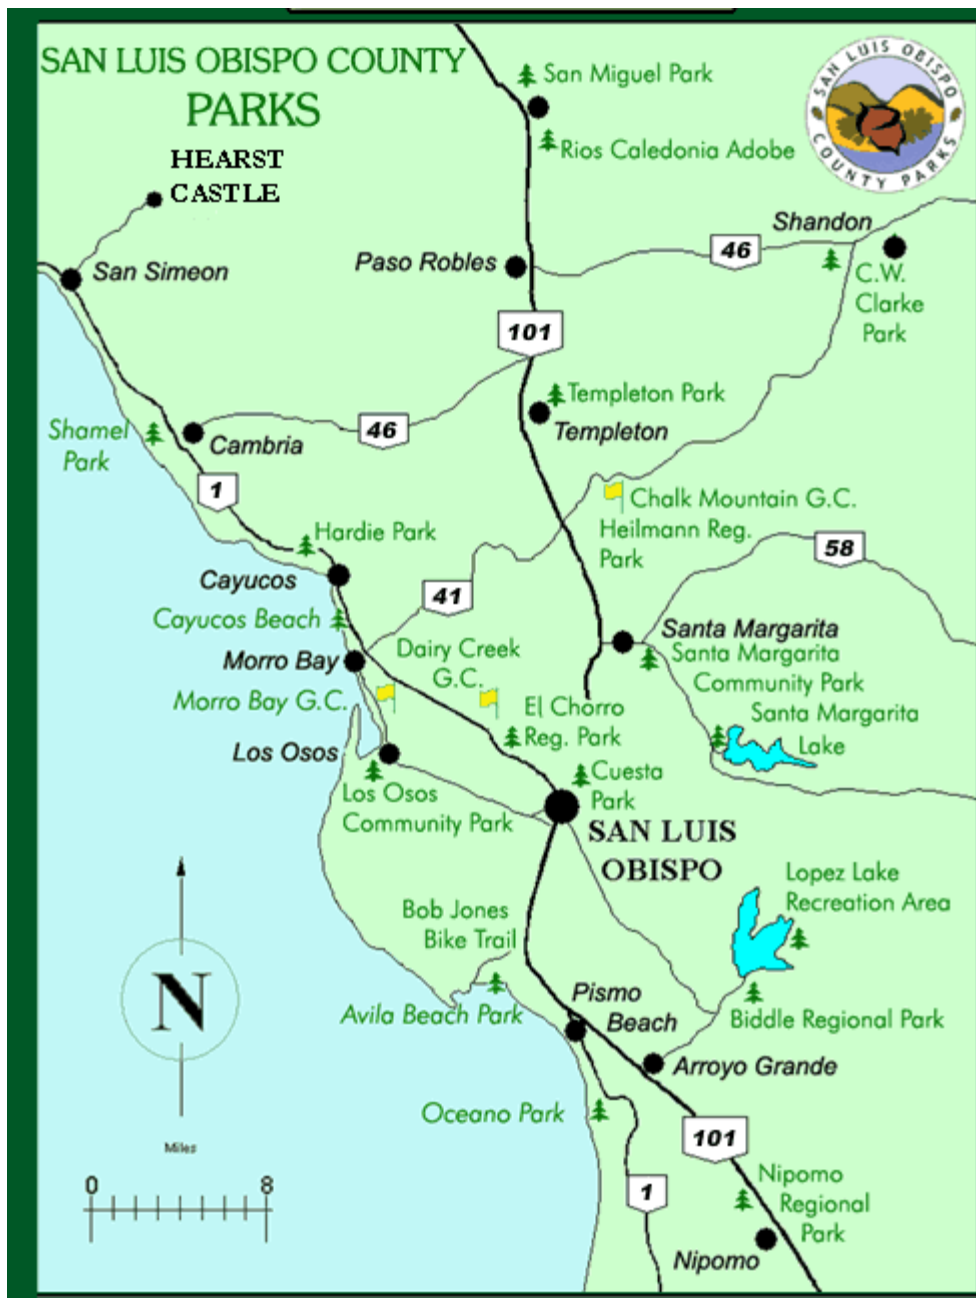 SAN LUIS OBISPO COUNTY
PARKS
SAN LUIS OBISPO
COUNTY PARKS
San Miguel Park
Rios Caledonia Adobe
HEARST
CASTLE
Shandon
46
Paso Robles
San Simeon
C.W.
Clarke
Park
101
Templeton Park
Templeton
Shamel
Park
46
Cambria
1
Chalk Mountain G.C.
Heilmann Reg.
Park
Hardie Park
58
Cayucos
41
Cayucos Beach
Santa Margarita
Santa Margarita
Community Park
Morro Bay
Dairy Creek
G.C.
Morro Bay G.C.
El Chorro
Reg. Park
Santa Margarita
Lake
Los Osos
Los Osos
Community Park
Cuesta
Park
SAN LUIS
OBISPO
Lopez Lake
Recreation Area
Bob Jones
Bike Trail
N
Pismo
Beach
Avila Beach Park
Biddle Regional Park
Arroyo Grande
Oceano Park
101
Miles
0 8
1
Nipomo
Regional
Park
Nipomo